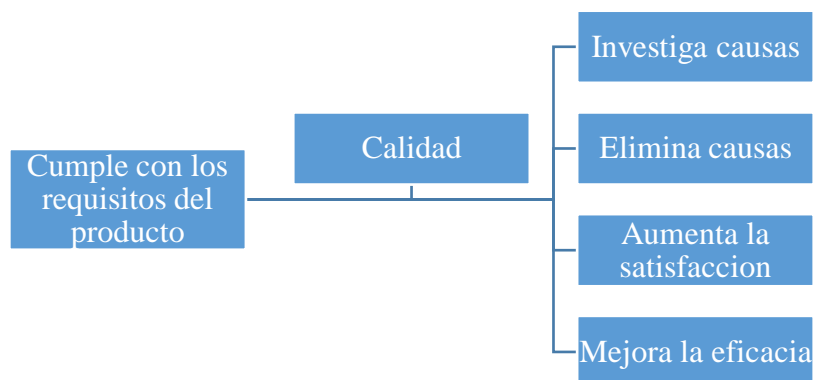 Cumple con los
requisitos del
producto
Calidad
Investiga causas
Elimina causas
Aumenta la
satisfaccion
Mejora la eficacia